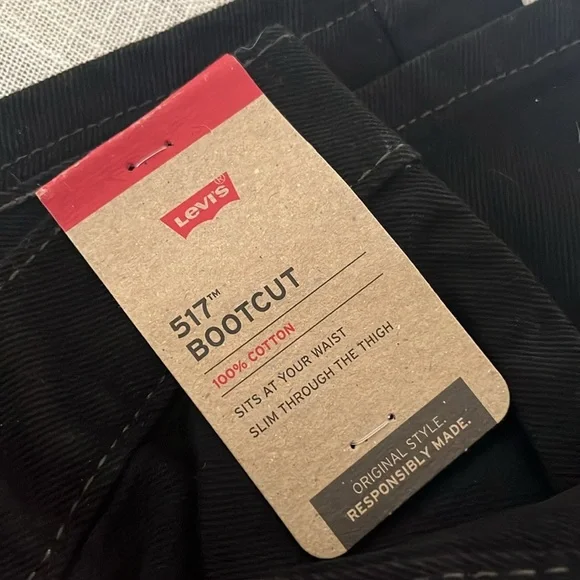 Levi's®
517™
BOOTCUT
100% COTTON
SITS AT YOUR WAIST
SLIM THROUGH THE THIGH
ORIGINAL STYLE.
RESPONSIBLY MADE.